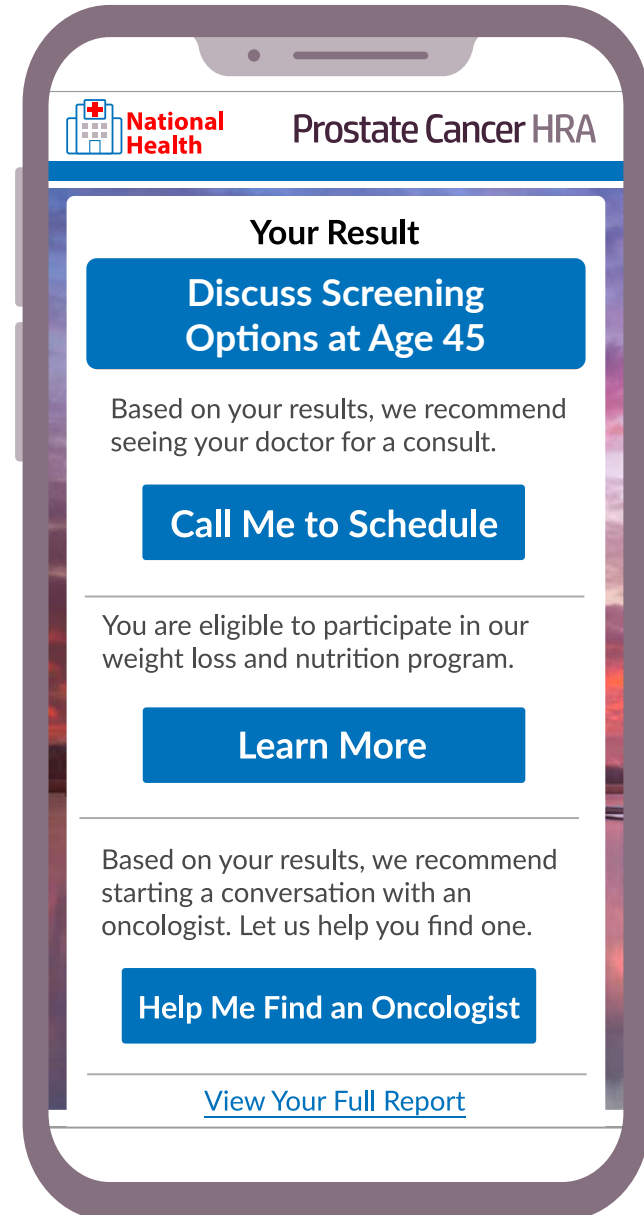 National
Health
Prostate Cancer HRA
Your Result
Discuss Screening
Options at Age 45
Based on your results, we recommend
seeing your doctor for a consult.
Call Me to Schedule
You are eligible to participate in our
weight loss and nutrition program.
Learn More
Based on your results, we recommend
starting a conversation with an
oncologist. Let us help you find one.
Help Me Find an Oncologist
View Your Full Report